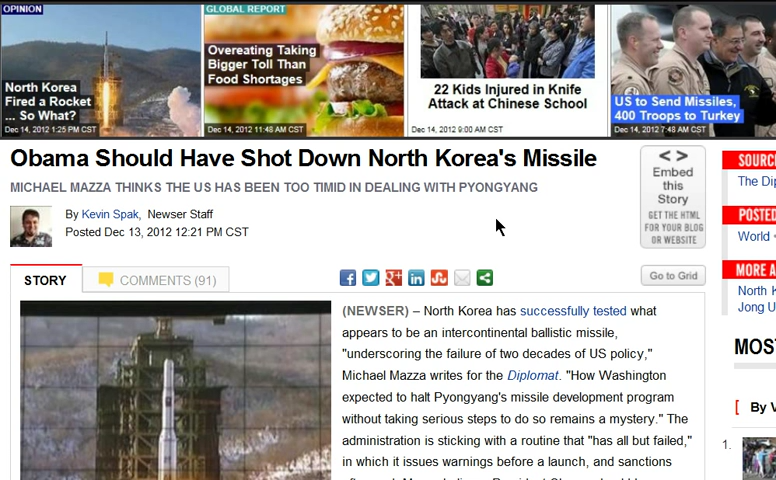 OPINION
North Korea
Fired a Rocket
... So What?
Dec 14, 2012 1:25 PM CST
GLOBAL REPORT
Overeating Taking
Bigger Toll Than
Food Shortages
Dec 14, 2012 11:48 AM CST
22 Kids Injured in Knife
Attack at Chinese School
Dec 14, 2012 9:00 AM CST
US to Send Missiles,
400 Troops to Turkey
Dec 14, 2012 7:48 AM CST
Obama Should Have Shot Down North Korea's Missile
MICHAEL MAZZA THINKS THE US HAS BEEN TOO TIMID IN DEALING WITH PYONGYANG
By Kevin Spak, Newser Staff
Posted Dec 13, 2012 12:21 PM CST
< >
Embed
this
Story
GET THE HTML
FOR YOUR BLOG
OR WEBSITE
STORY
COMMENTS (91)
Go to Grid
(NEWSER) – North Korea has successfully tested what
appears to be an intercontinental ballistic missile,
"underscoring the failure of two decades of US policy,"
Michael Mazza writes for the Diplomat. "How Washington
expected to halt Pyongyang's missile development program
without taking serious steps to do so remains a mystery." The
administration is sticking with a routine that "has all but failed,"
in which it issues warnings before a launch, and sanctions
SOURC
The Dip
POSTED
World
MORE A
North K
Jong U
MOS
[ By V
1.